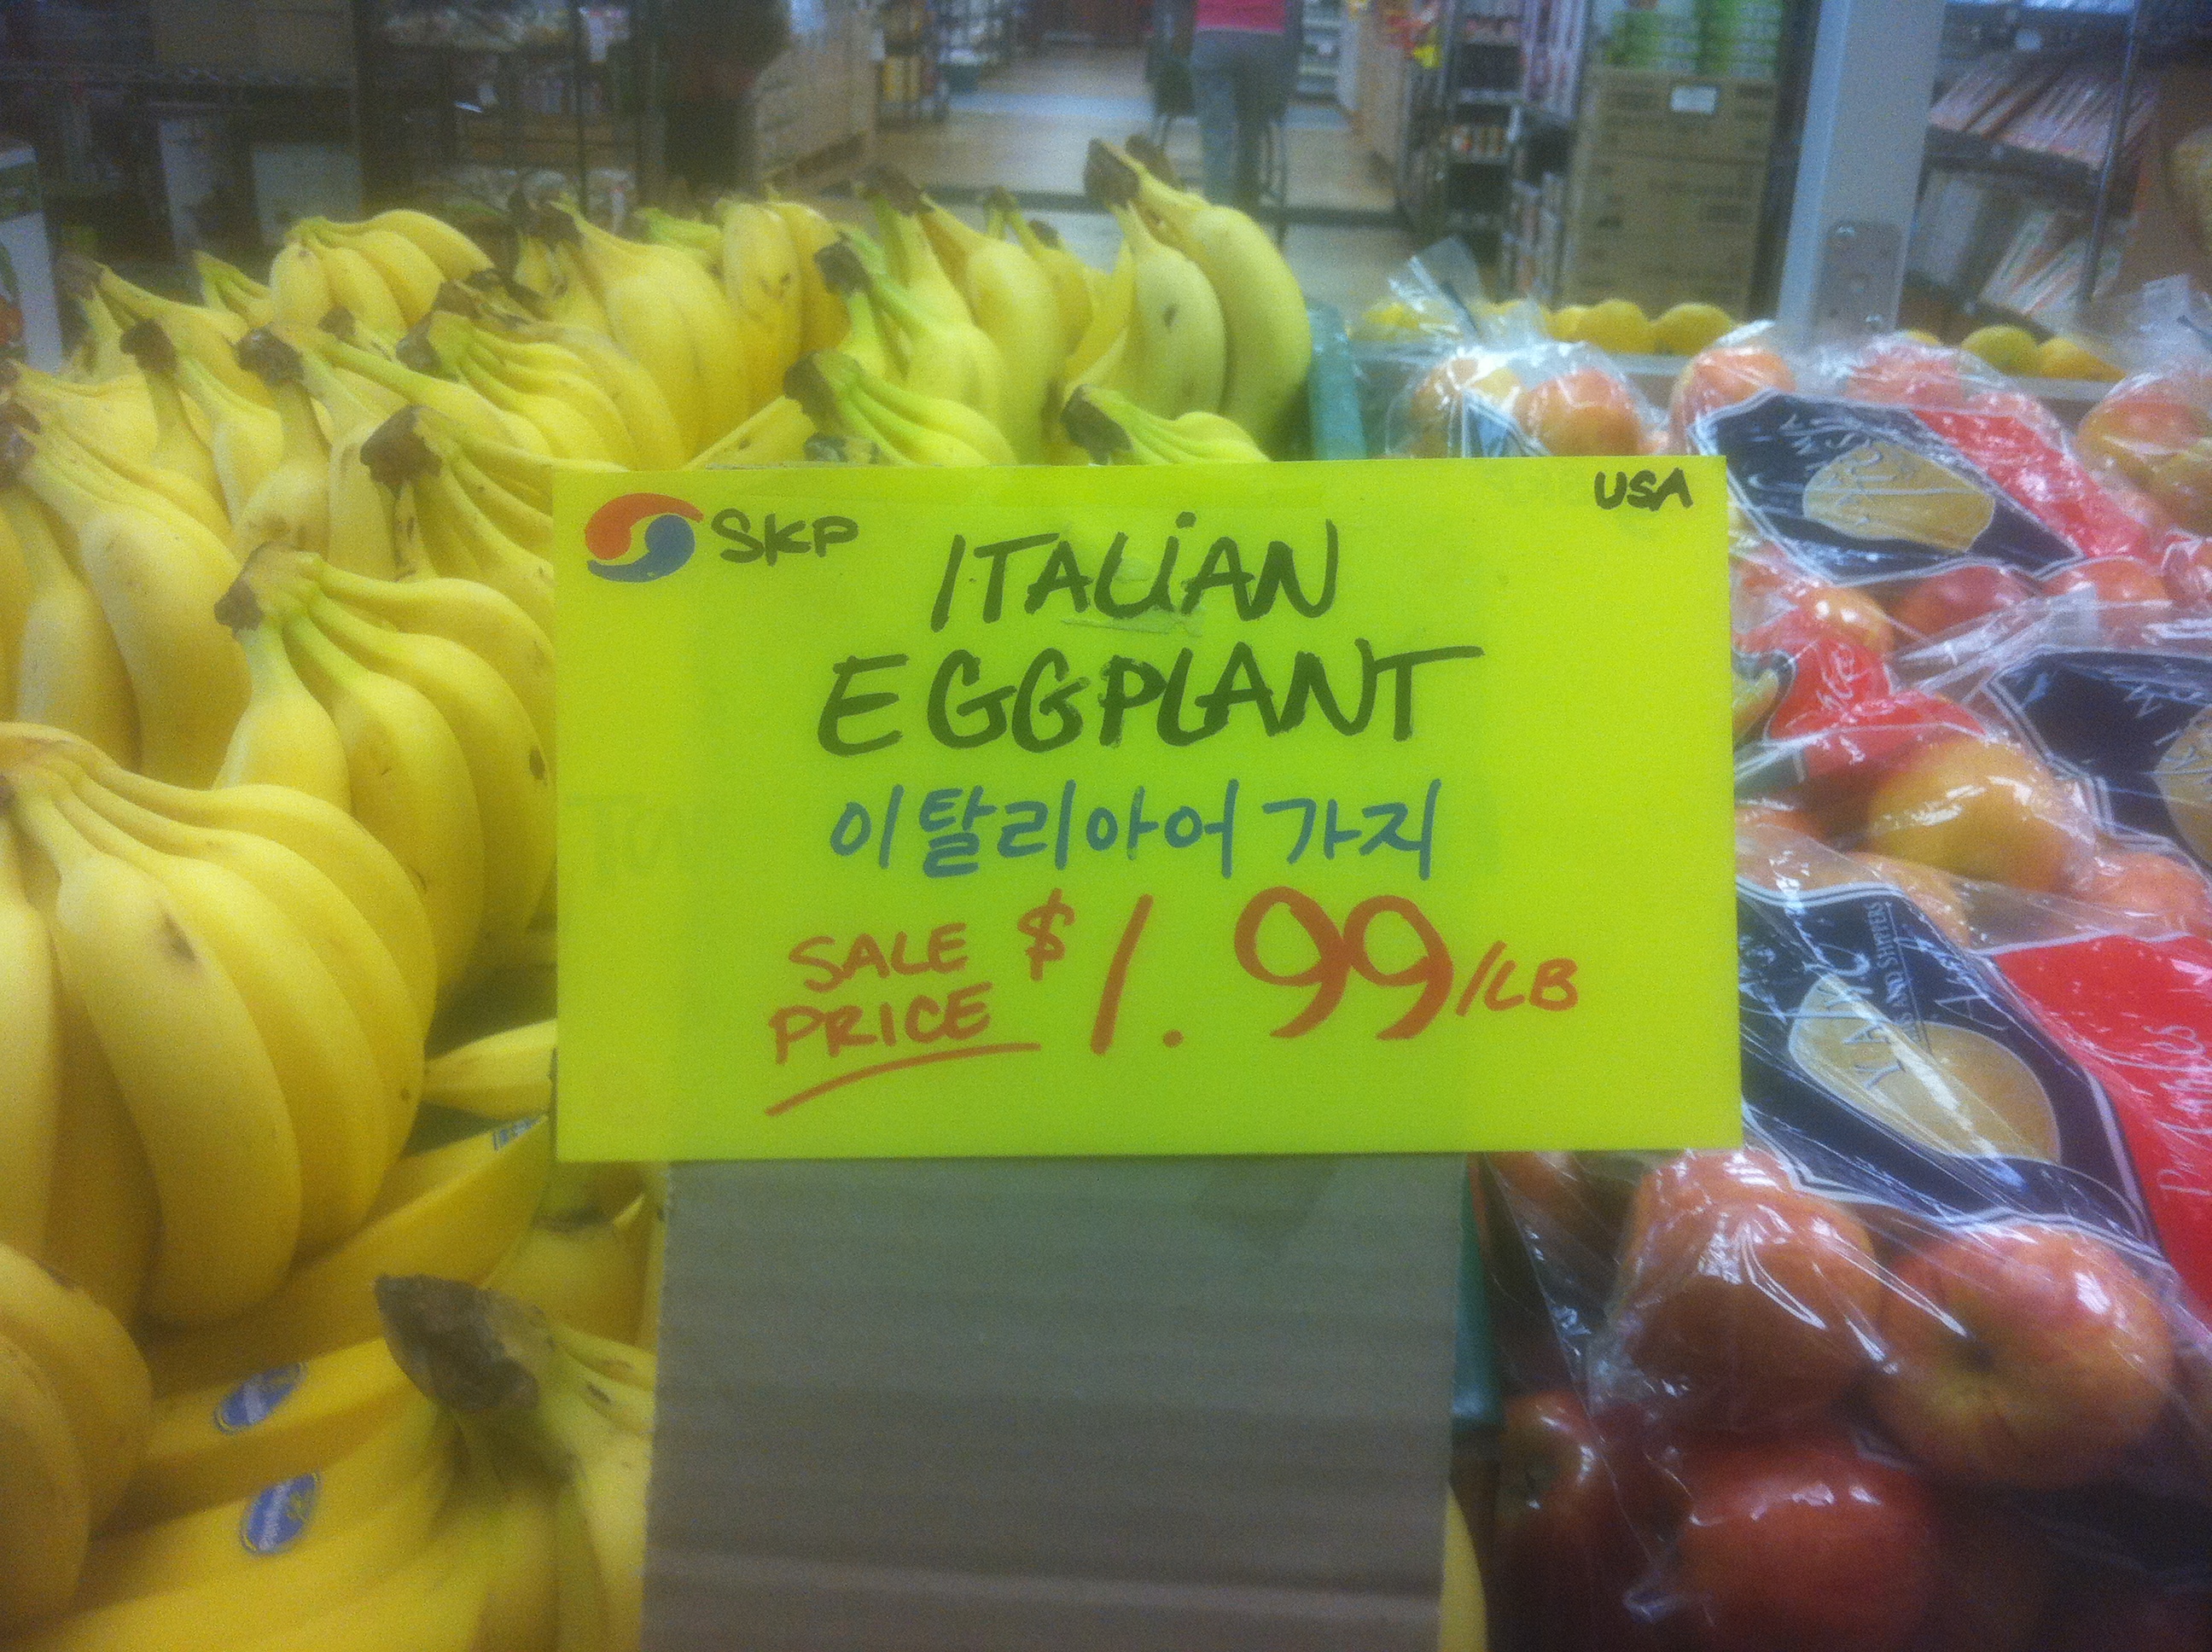 SKP
USA
ITALiAN
EGGPLANT
이탈리아어 가지
SALE
PRICE
$1.99/LB